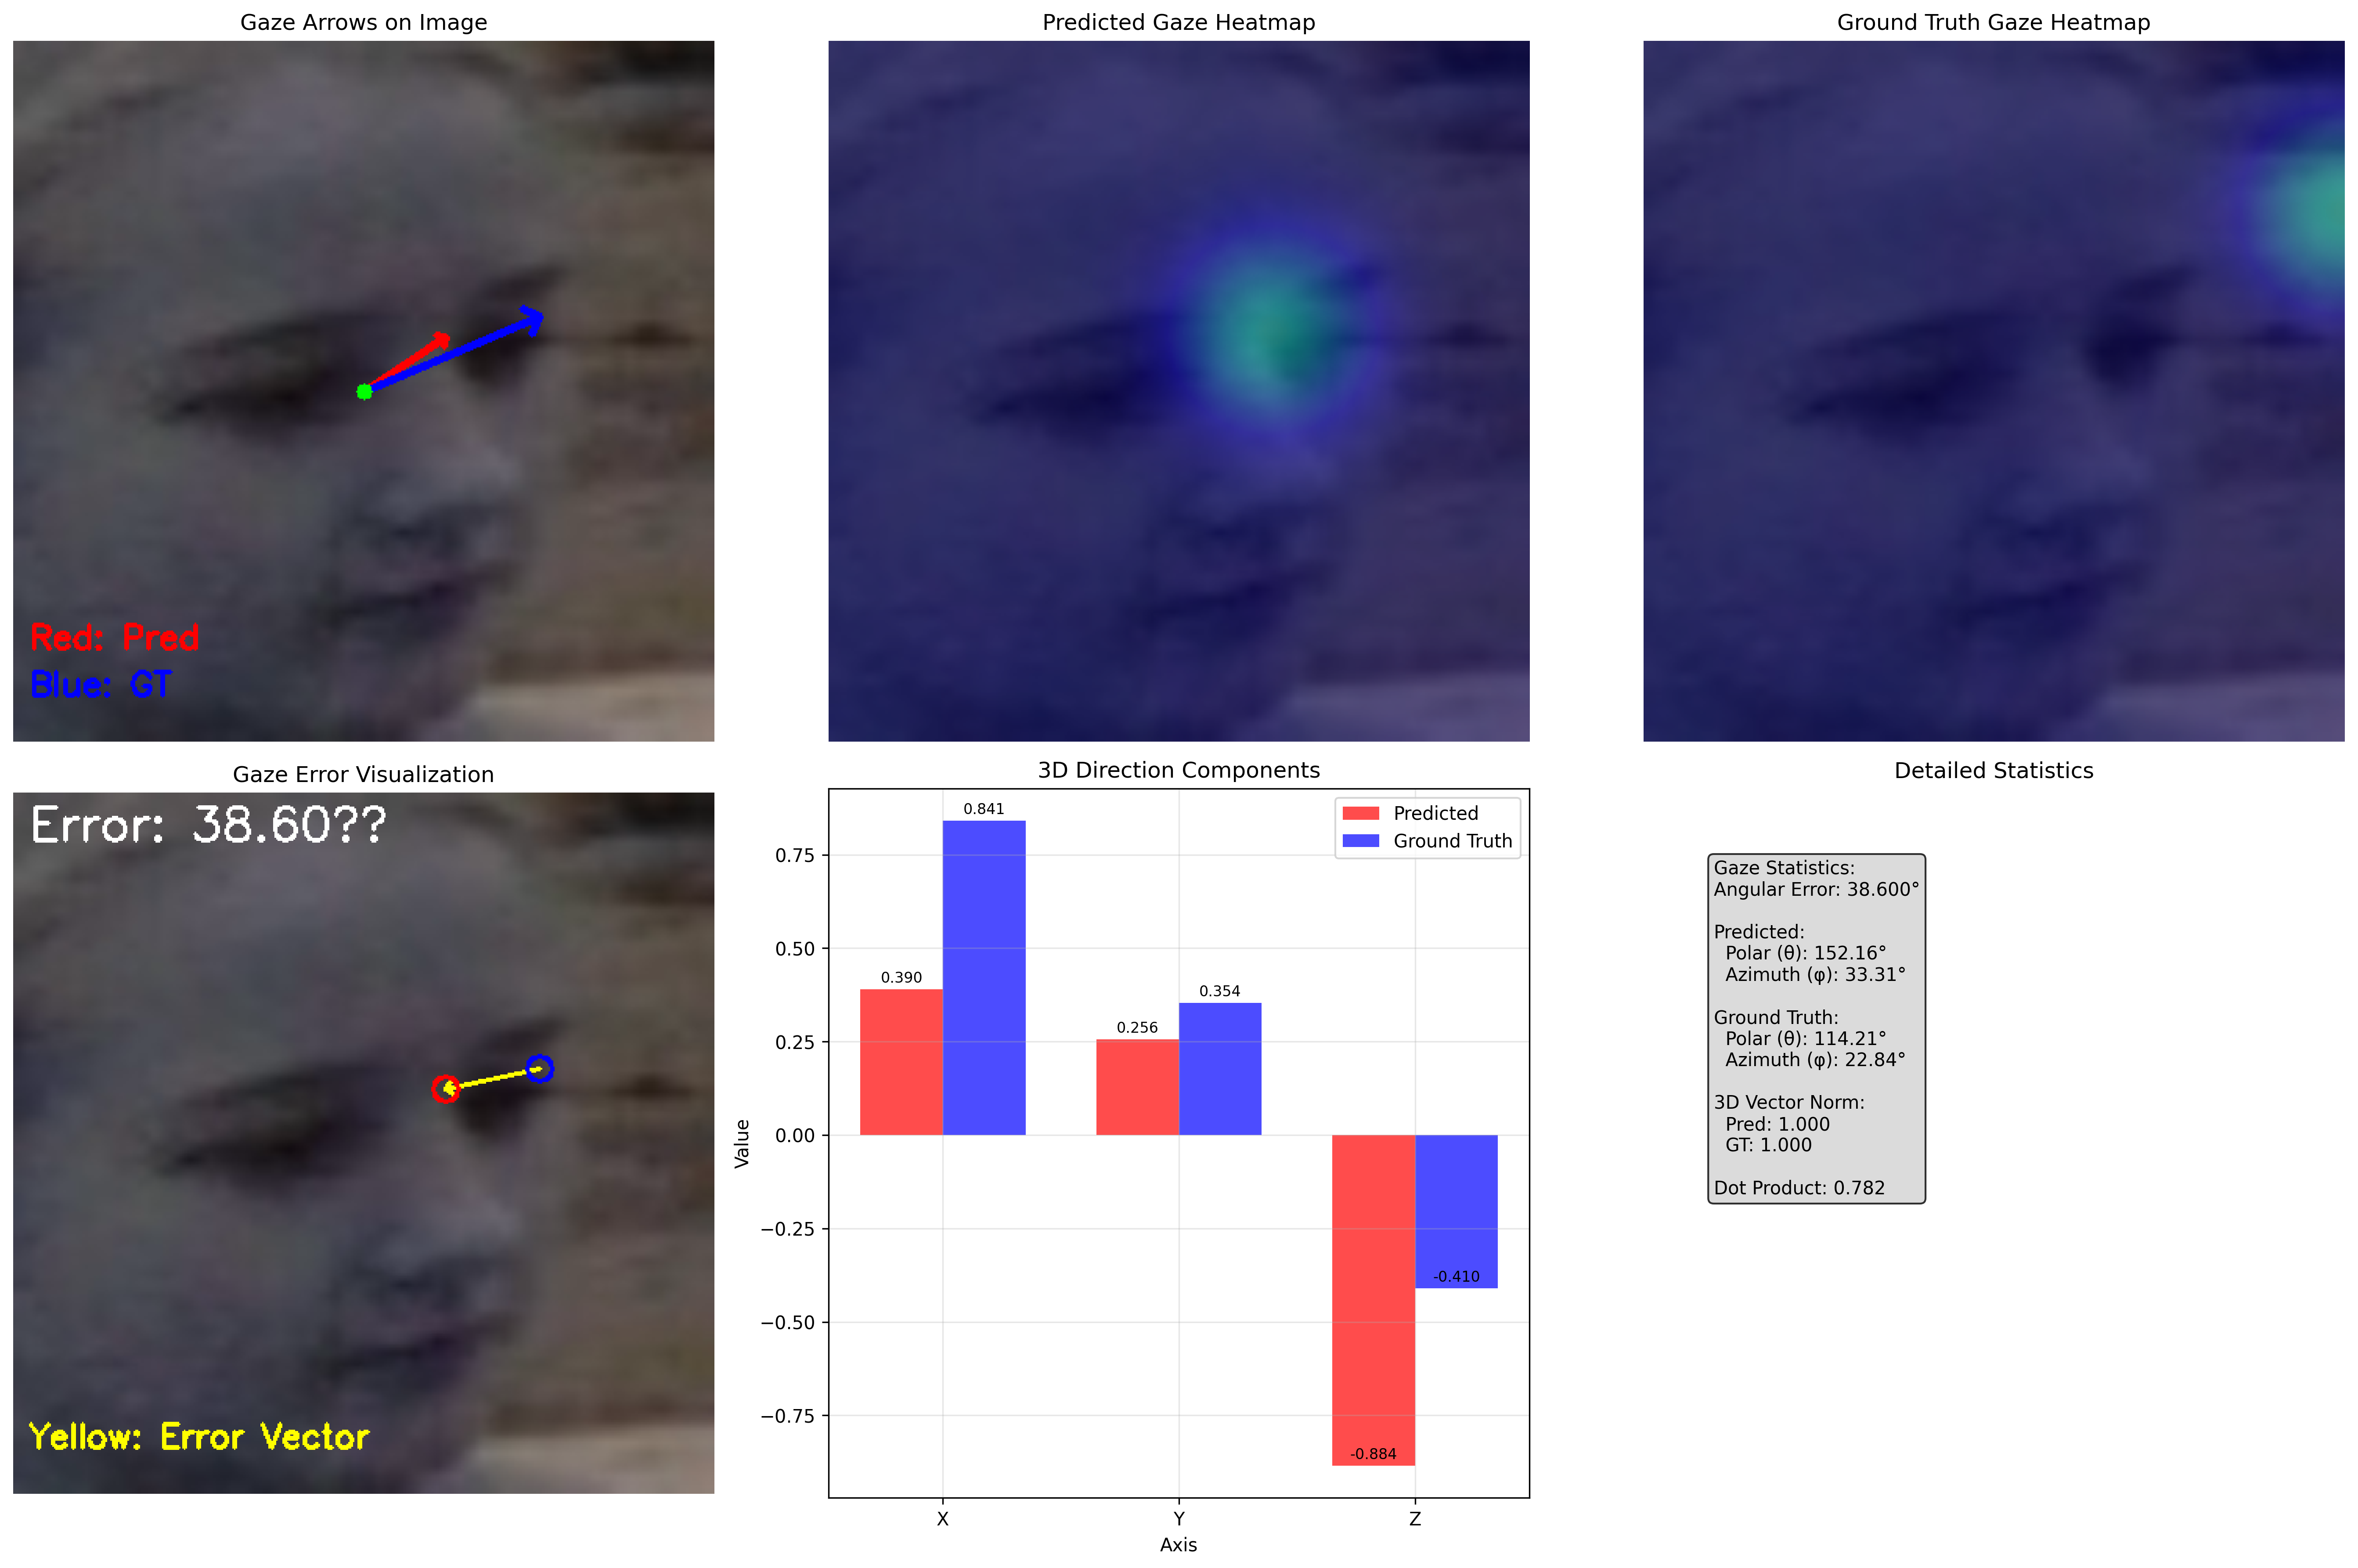 Gaze Arrows on Image
Red: Pred
Blue: GT
Predicted Gaze Heatmap
Ground Truth Gaze Heatmap
Gaze Error Visualization
Error: 38.60??
Yellow: Error Vector
3D Direction Components
Predicted
Ground Truth
0.841
0.390
0.354
0.256
-0.410
-0.884
0.75
0.50
0.25
0.00
−0.25
−0.50
−0.75
Value
X Y Z
Axis
Detailed Statistics
Gaze Statistics:
Angular Error: 38.600°
Predicted:
Polar (θ): 152.16°
Azimuth (φ): 33.31°
Ground Truth:
Polar (θ): 114.21°
Azimuth (φ): 22.84°
3D Vector Norm:
Pred: 1.000
GT: 1.000
Dot Product: 0.782